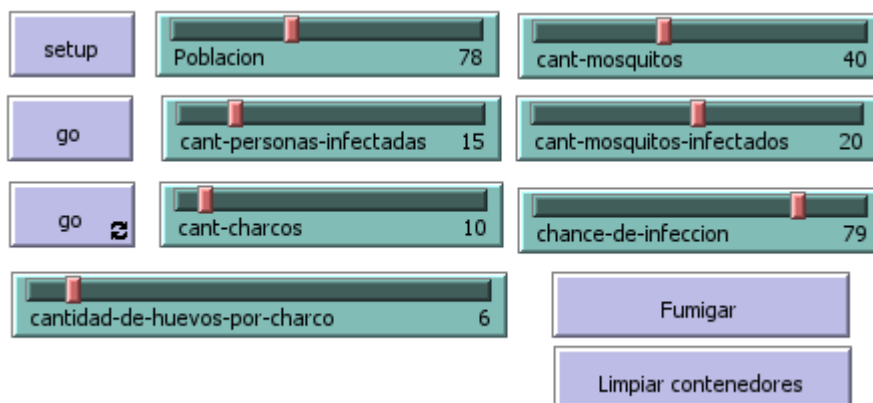 setup
Poblacion 78
cant-mosquitos 40
go
cant-personas-infectadas 15
cant-mosquitos-infectados 20
go
cant-charcos 10
chance-de-infeccion 79
cantidad-de-huevos-por-charco 6
Fumigar
Limpiar contenedores